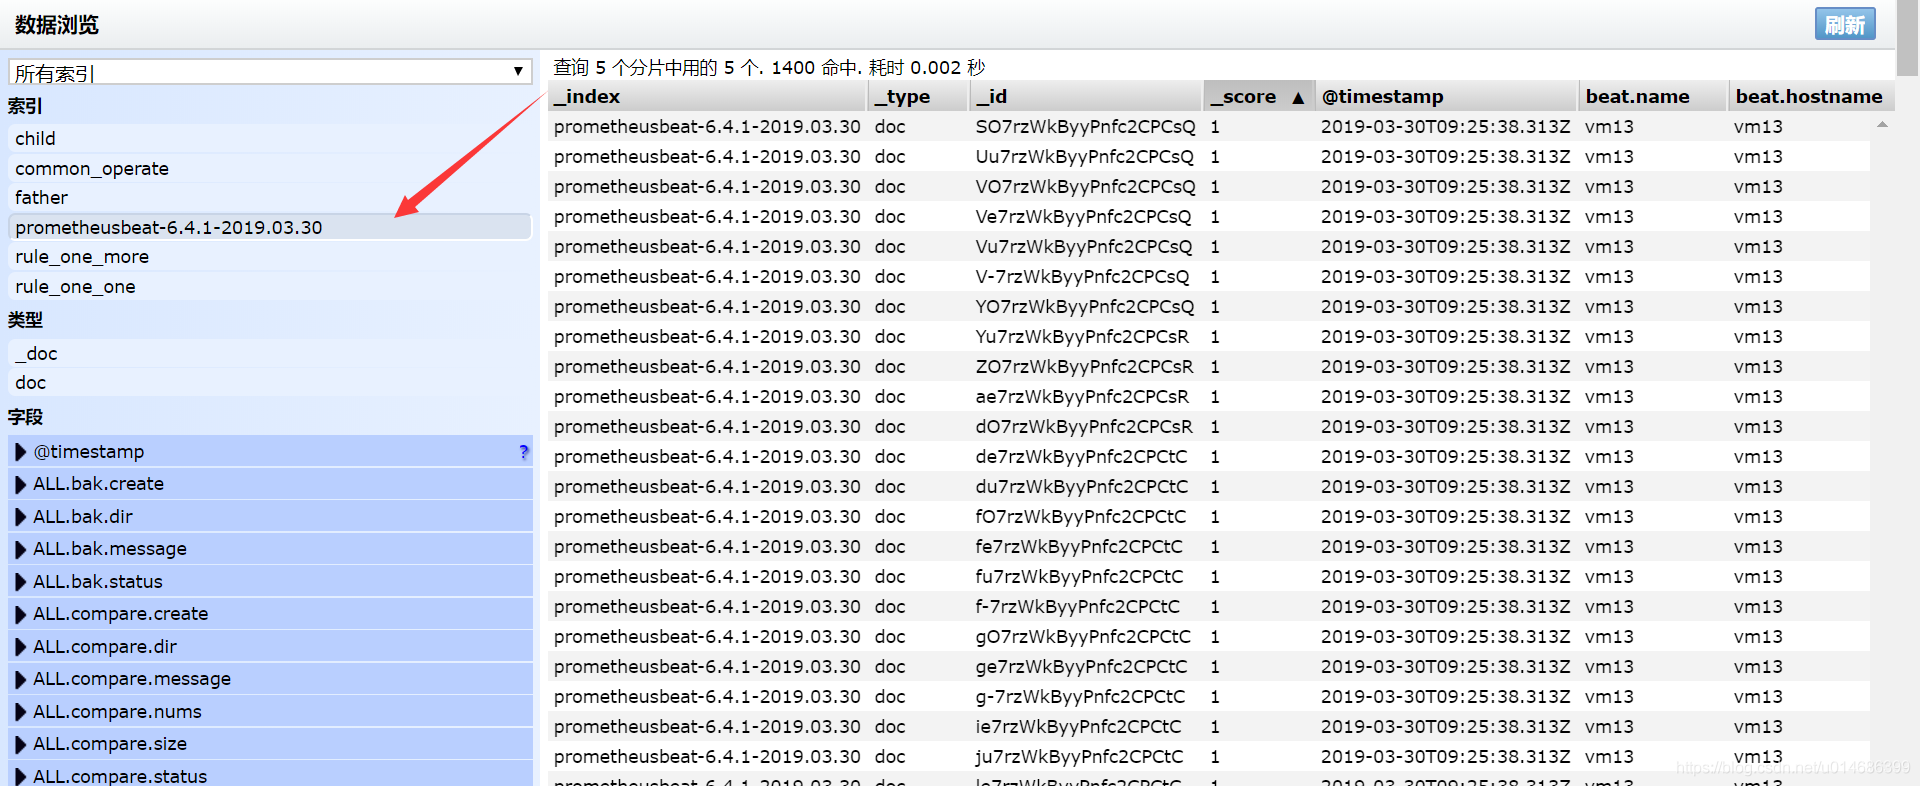 数据浏览
刷新
所有索引
索引
child
common_operate
father
prometheusbeat-6.4.1-2019.03.30
rule_one_more
rule_one_one
类型
_doc
doc
字段
@timestamp ?
ALL.bak.create
ALL.bak.dir
ALL.bak.message
ALL.bak.status
ALL.compare.create
ALL.compare.dir
ALL.compare.message
ALL.compare.nums
ALL.compare.size
ALL.compare.status
查询 5 个分片中用的 5 个. 1400 命中. 耗时 0.002 秒
_index _type _id _score ▲ @timestamp beat.name beat.hostname
prometheusbeat-6.4.1-2019.03.30 doc SO7rzWkByyPnfc2CPCsQ 1 2019-03-30T09:25:38.313Z vm13 vm13
prometheusbeat-6.4.1-2019.03.30 doc Uu7rzWkByyPnfc2CPCsQ 1 2019-03-30T09:25:38.313Z vm13 vm13
prometheusbeat-6.4.1-2019.03.30 doc VO7rzWkByyPnfc2CPCsQ 1 2019-03-30T09:25:38.313Z vm13 vm13
prometheusbeat-6.4.1-2019.03.30 doc Ve7rzWkByyPnfc2CPCsQ 1 2019-03-30T09:25:38.313Z vm13 vm13
prometheusbeat-6.4.1-2019.03.30 doc Vu7rzWkByyPnfc2CPCsQ 1 2019-03-30T09:25:38.313Z vm13 vm13
prometheusbeat-6.4.1-2019.03.30 doc V-7rzWkByyPnfc2CPCsQ 1 2019-03-30T09:25:38.313Z vm13 vm13
prometheusbeat-6.4.1-2019.03.30 doc YO7rzWkByyPnfc2CPCsQ 1 2019-03-30T09:25:38.313Z vm13 vm13
prometheusbeat-6.4.1-2019.03.30 doc Yu7rzWkByyPnfc2CPCsR 1 2019-03-30T09:25:38.313Z vm13 vm13
prometheusbeat-6.4.1-2019.03.30 doc ZO7rzWkByyPnfc2CPCsR 1 2019-03-30T09:25:38.313Z vm13 vm13
prometheusbeat-6.4.1-2019.03.30 doc ae7rzWkByyPnfc2CPCsR 1 2019-03-30T09:25:38.313Z vm13 vm13
prometheusbeat-6.4.1-2019.03.30 doc dO7rzWkByyPnfc2CPCsR 1 2019-03-30T09:25:38.313Z vm13 vm13
prometheusbeat-6.4.1-2019.03.30 doc de7rzWkByyPnfc2CPCtC 1 2019-03-30T09:25:38.313Z vm13 vm13
prometheusbeat-6.4.1-2019.03.30 doc du7rzWkByyPnfc2CPCtC 1 2019-03-30T09:25:38.313Z vm13 vm13
prometheusbeat-6.4.1-2019.03.30 doc fO7rzWkByyPnfc2CPCtC 1 2019-03-30T09:25:38.313Z vm13 vm13
prometheusbeat-6.4.1-2019.03.30 doc fe7rzWkByyPnfc2CPCtC 1 2019-03-30T09:25:38.313Z vm13 vm13
prometheusbeat-6.4.1-2019.03.30 doc fu7rzWkByyPnfc2CPCtC 1 2019-03-30T09:25:38.313Z vm13 vm13
prometheusbeat-6.4.1-2019.03.30 doc f-7rzWkByyPnfc2CPCtC 1 2019-03-30T09:25:38.313Z vm13 vm13
prometheusbeat-6.4.1-2019.03.30 doc gO7rzWkByyPnfc2CPCtC 1 2019-03-30T09:25:38.313Z vm13 vm13
prometheusbeat-6.4.1-2019.03.30 doc ge7rzWkByyPnfc2CPCtC 1 2019-03-30T09:25:38.313Z vm13 vm13
prometheusbeat-6.4.1-2019.03.30 doc g-7rzWkByyPnfc2CPCtC 1 2019-03-30T09:25:38.313Z vm13 vm13
prometheusbeat-6.4.1-2019.03.30 doc ie7rzWkByyPnfc2CPCtC 1 2019-03-30T09:25:38.313Z vm13 vm13
prometheusbeat-6.4.1-2019.03.30 doc ju7rzWkByyPnfc2CPCtC 1 2019-03-30T09:25:38.313Z vm13 vm13
https://blog.csdn.net/u014636399